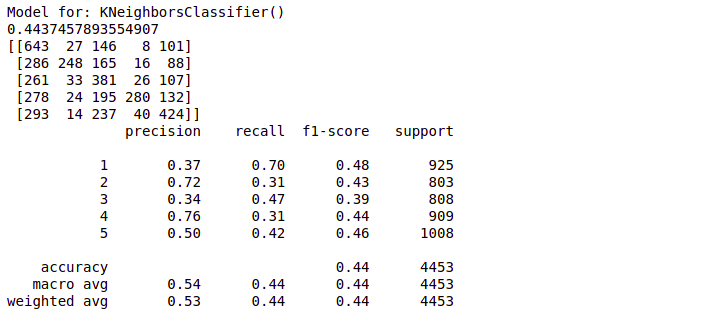 Model for: KNeighborsClassifier()
0.4437457893554907
[[643  27 146   8 101]
 [286 248 165  16  88]
 [261  33 381  26 107]
 [278  24 195 280 132]
 [293  14 237  40 424]]
              precision    recall  f1-score   support

           1       0.37      0.70      0.48       925
           2       0.72      0.31      0.43       803
           3       0.34      0.47      0.39       808
           4       0.76      0.31      0.44       909
           5       0.50      0.42      0.46      1008

    accuracy                           0.44      4453
   macro avg       0.54      0.44      0.44      4453
weighted avg       0.53      0.44      0.44      4453